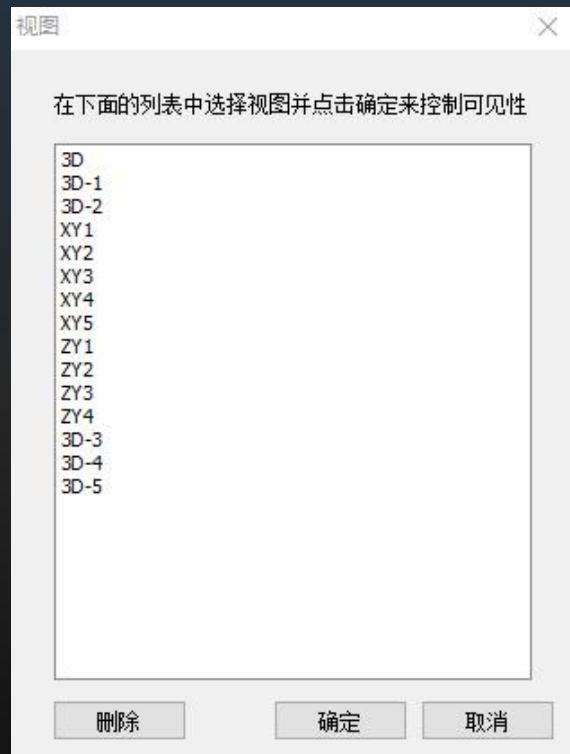 视图
在下面的列表中选择视图并点击确定来控制可见性
3D
3D-1
3D-2
XY1
XY2
XY3
XY4
XY5
ZY1
ZY2
ZY3
ZY4
3D-3
3D-4
3D-5
删除
确定
取消